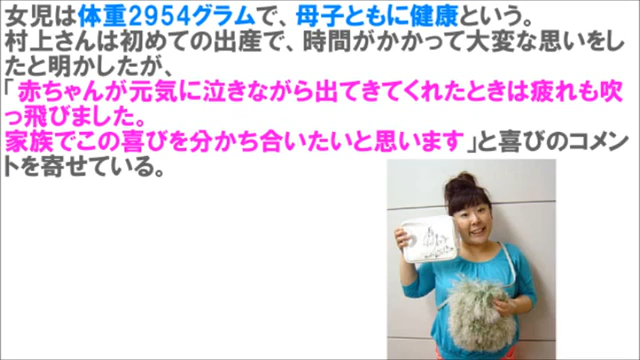 女児は体重2954グラムで、母子ともに健康という。
村上さんは初めての出産で、時間がかかって大変な思いをし
たと明かしたが、
「赤ちゃんが元気に泣きながら出てきてくれたときは疲れも吹
っ飛びました。
家族でこの喜びを分かち合いたいと思います」と喜びのコメン
トを寄せている。